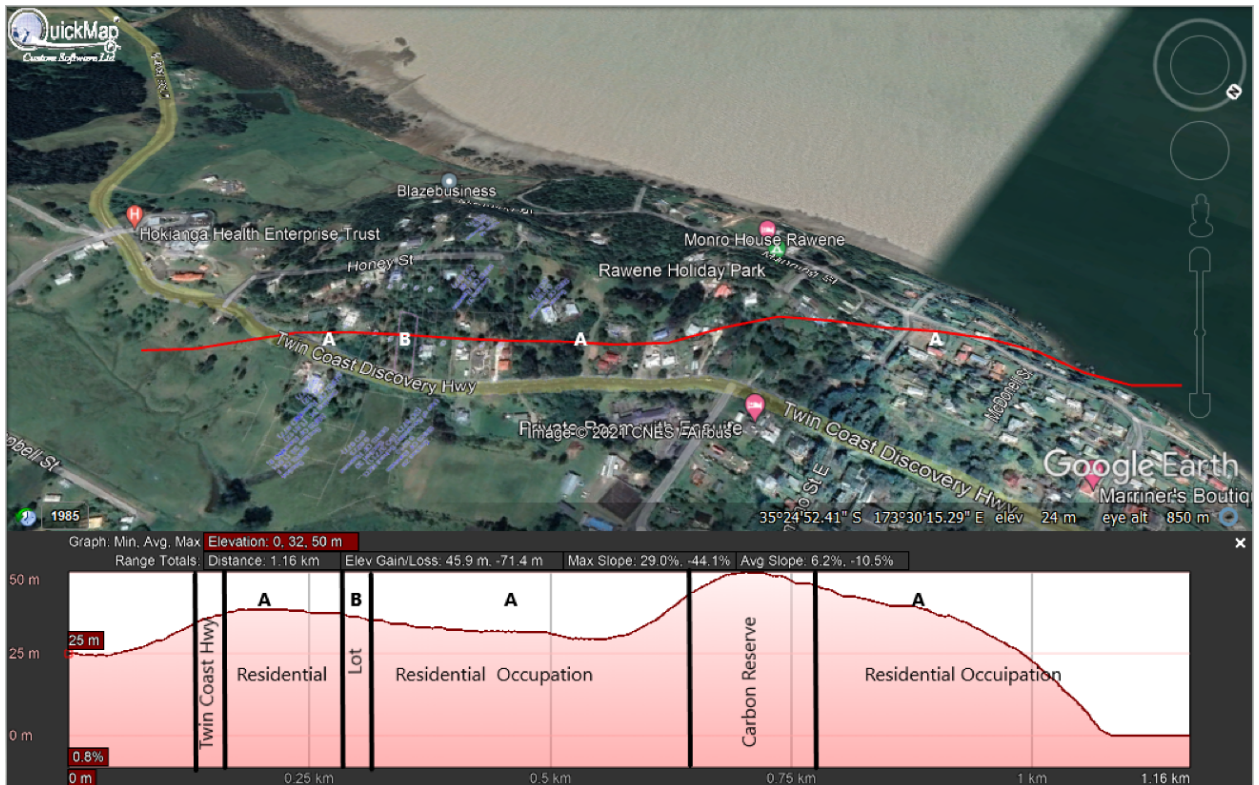 QuickMap
Custom Software Ltd
Blazebusiness
Hokianga Health Enterprise Trust
Honey St
Monro House Rawene
Rawene Holiday Park
Manning St
A
B
A
A
Twin Coast Discovery Hwy
McDonell St
Private Room with Ensuite
Image © 2021 CNES / Airbus
Twin Coast Discovery Hwy
Google Earth
Marriner's Boutiq
1985
35°24'52.41" S 173°30'15.29" E elev 24 m eye alt 850 m
Graph: Min, Avg, Max Elevation: 0, 32, 50 m
Range Totals: Distance: 1.16 km Elev Gain/Loss: 45.9 m, -71.4 m Max Slope: 29.0%, -44.1% Avg Slope: 6.2%, -10.5%
50 m
A
B
A
A
25 m
25 m
Twin Coast Hwy
Residential
Lot
Residential Occupation
Carbon Reserve
Residential Occuipation
0 m
0.8%
0 m
0.25 km
0.5 km
0.75 km
1 km
1.16 km